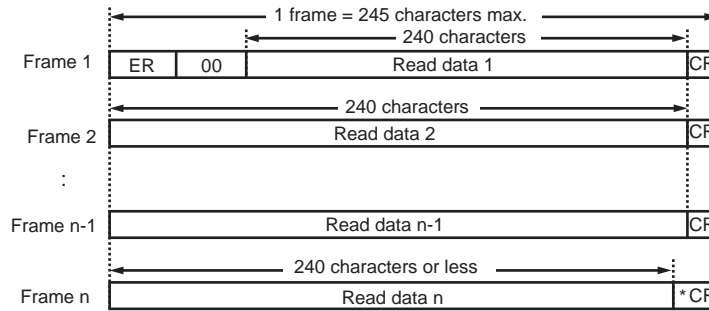 1 frame = 245 characters max.
240 characters
Frame 1 ER 00 Read data 1 CR
240 characters
Frame 2 Read data 2 CR
:
Frame n-1 Read data n-1 CR
240 characters or less
Frame n Read data n *CR